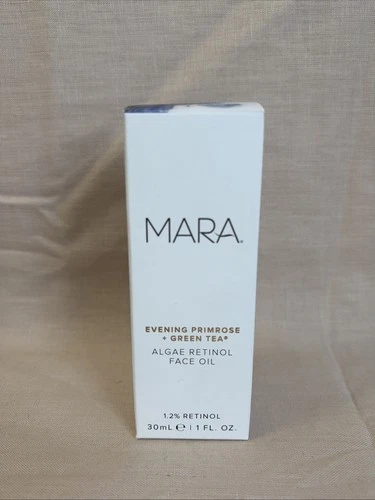 MARA®
EVENING PRIMROSE
+ GREEN TEA®
ALGAE RETINOL
FACE OIL
1.2% RETINOL
30mL ℮ | 1 FL. OZ.